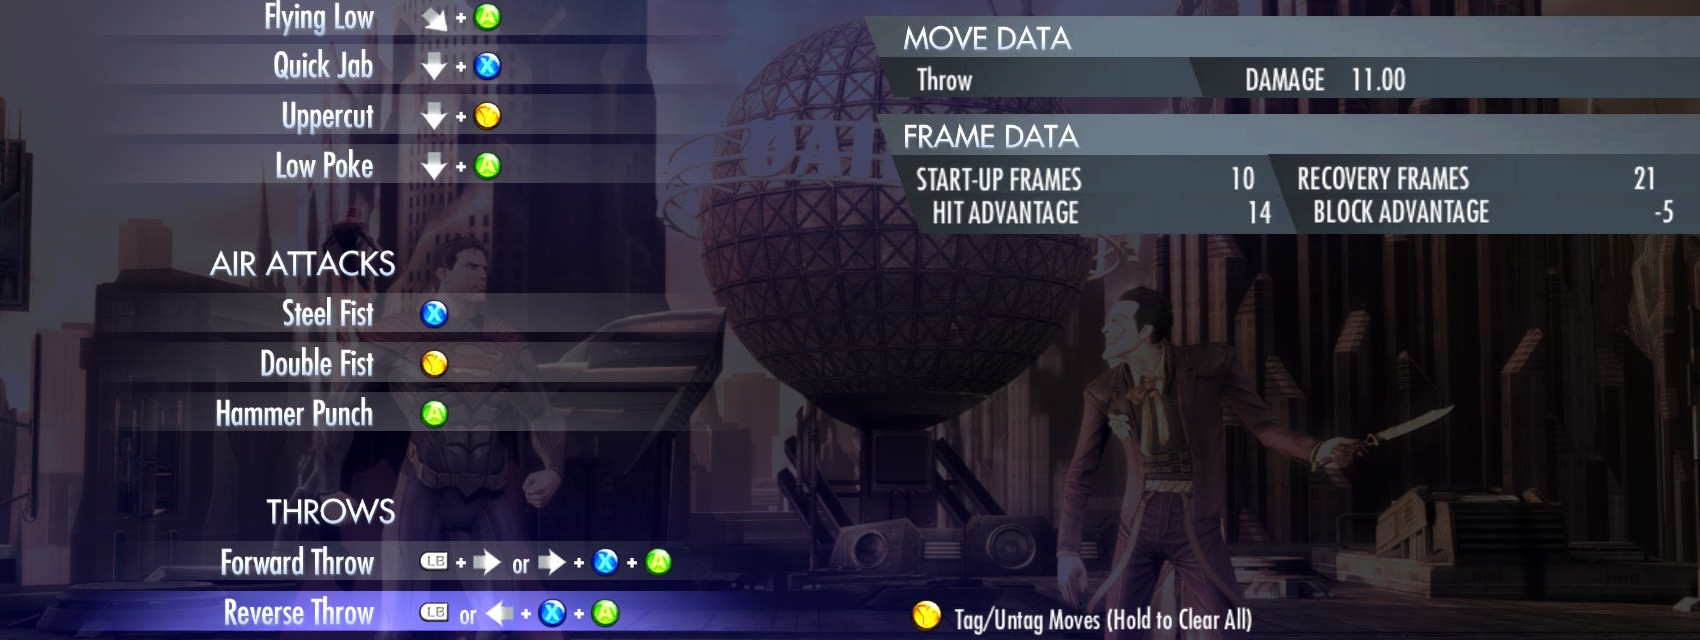 Flying Low + A
Quick Jab + X
Uppercut + Y
Low Poke + A
AIR ATTACKS
Steel Fist X
Double Fist Y
Hammer Punch A
THROWS
Forward Throw LB + or + X + A
Reverse Throw LB or + X + A
MOVE DATA
Throw DAMAGE 11.00
FRAME DATA
START-UP FRAMES 10 RECOVERY FRAMES 21
HIT ADVANTAGE 14 BLOCK ADVANTAGE -5
DAI
Y Tag/Untag Moves (Hold to Clear All)